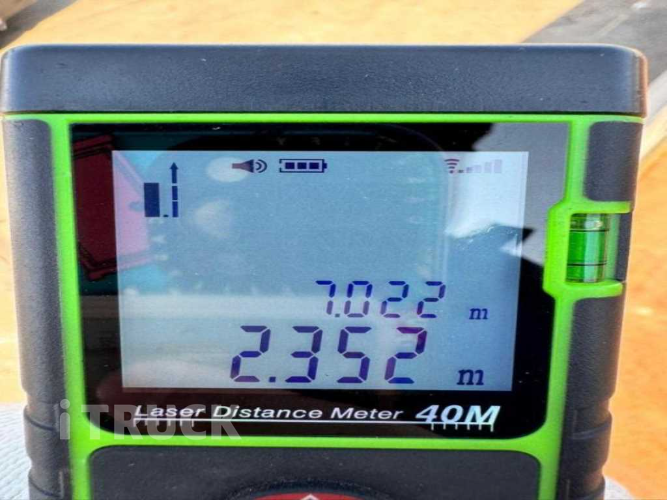 7.022 m
2.352 m
Laser Distance Meter 40M
iTRUCK